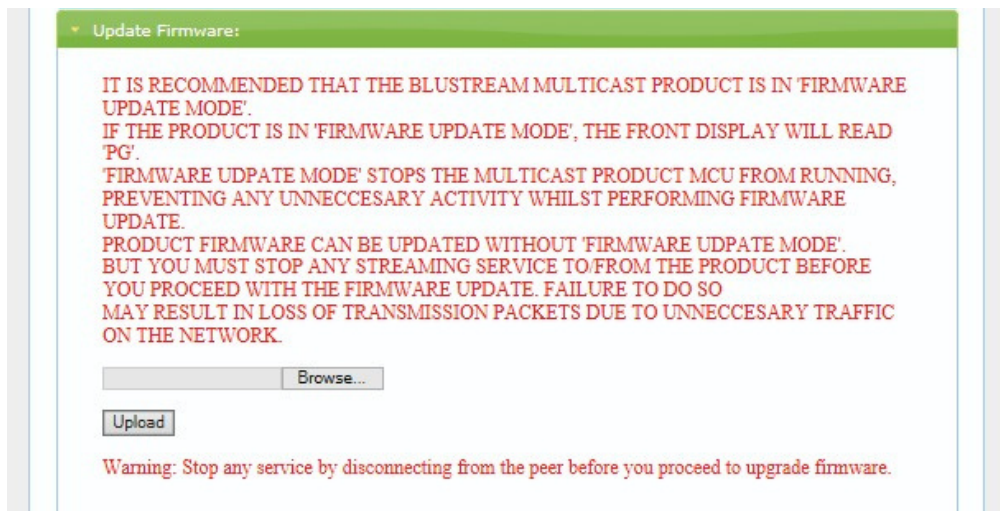 Update Firmware:
IT IS RECOMMENDED THAT THE BLUSTREAM MULTICAST PRODUCT IS IN 'FIRMWARE
UPDATE MODE'.
IF THE PRODUCT IS IN 'FIRMWARE UPDATE MODE', THE FRONT DISPLAY WILL READ
'PG'.
'FIRMWARE UDPATE MODE' STOPS THE MULTICAST PRODUCT MCU FROM RUNNING,
PREVENTING ANY UNNECCESARY ACTIVITY WHILST PERFORMING FIRMWARE
UPDATE.
PRODUCT FIRMWARE CAN BE UPDATED WITHOUT 'FIRMWARE UDPATE MODE'.
BUT YOU MUST STOP ANY STREAMING SERVICE TO/FROM THE PRODUCT BEFORE
YOU PROCEED WITH THE FIRMWARE UPDATE. FAILURE TO DO SO
MAY RESULT IN LOSS OF TRANSMISSION PACKETS DUE TO UNNECCESARY TRAFFIC
ON THE NETWORK.
Browse...
Upload
Warning: Stop any service by disconnecting from the peer before you proceed to upgrade firmware.